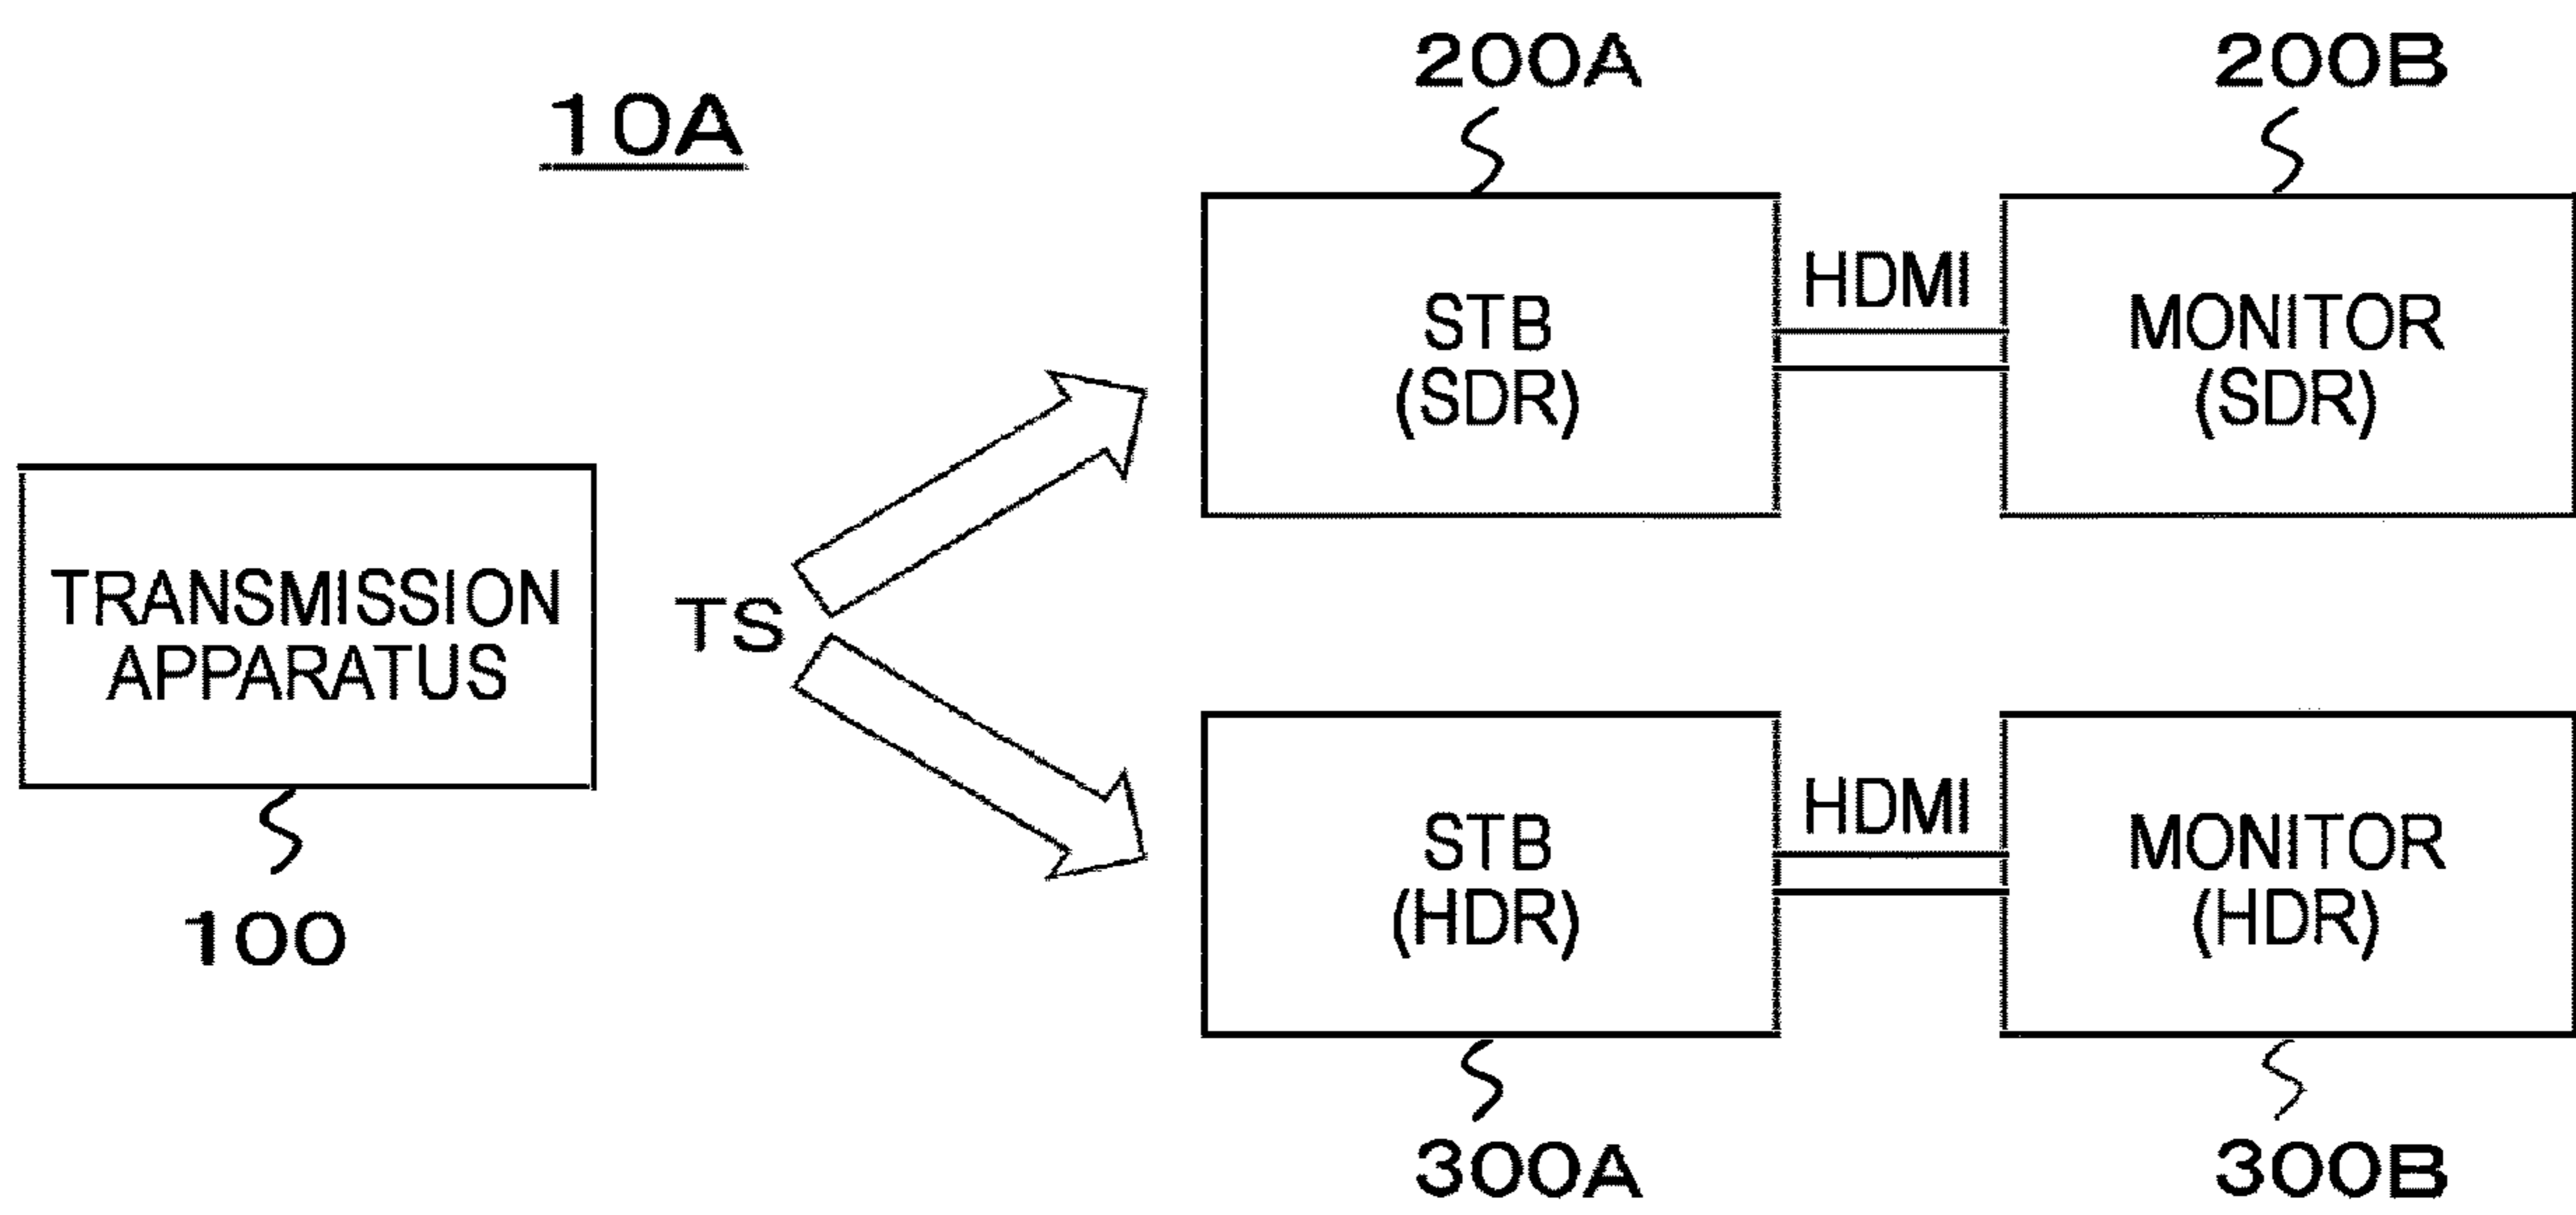 10A
200A
200B
STB
(SDR)
HDMI
MONITOR
(SDR)
TRANSMISSION
APPARATUS
100
TS
STB
(HDR)
HDMI
MONITOR
(HDR)
300A
300B